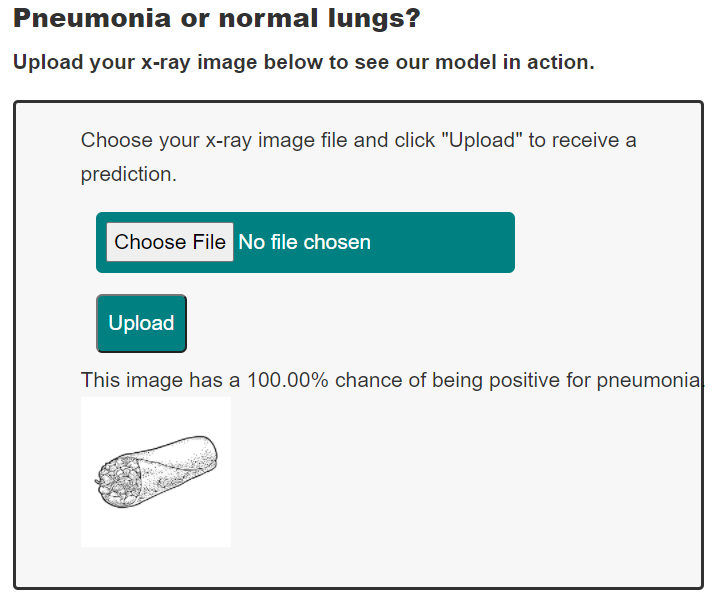 Pneumonia or normal lungs?
Upload your x-ray image below to see our model in action.
Choose your x-ray image file and click "Upload" to receive a
prediction.
Choose File No file chosen
Upload
This image has a 100.00% chance of being positive for pneumonia.